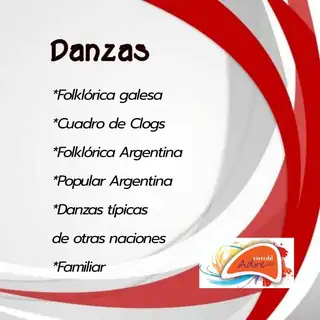 Danzas
*Folklórica galesa
*Cuadro de Clogs
*Folklórica Argentina
*Popular Argentina
*Danzas típicas
de otras naciones
*Familiar